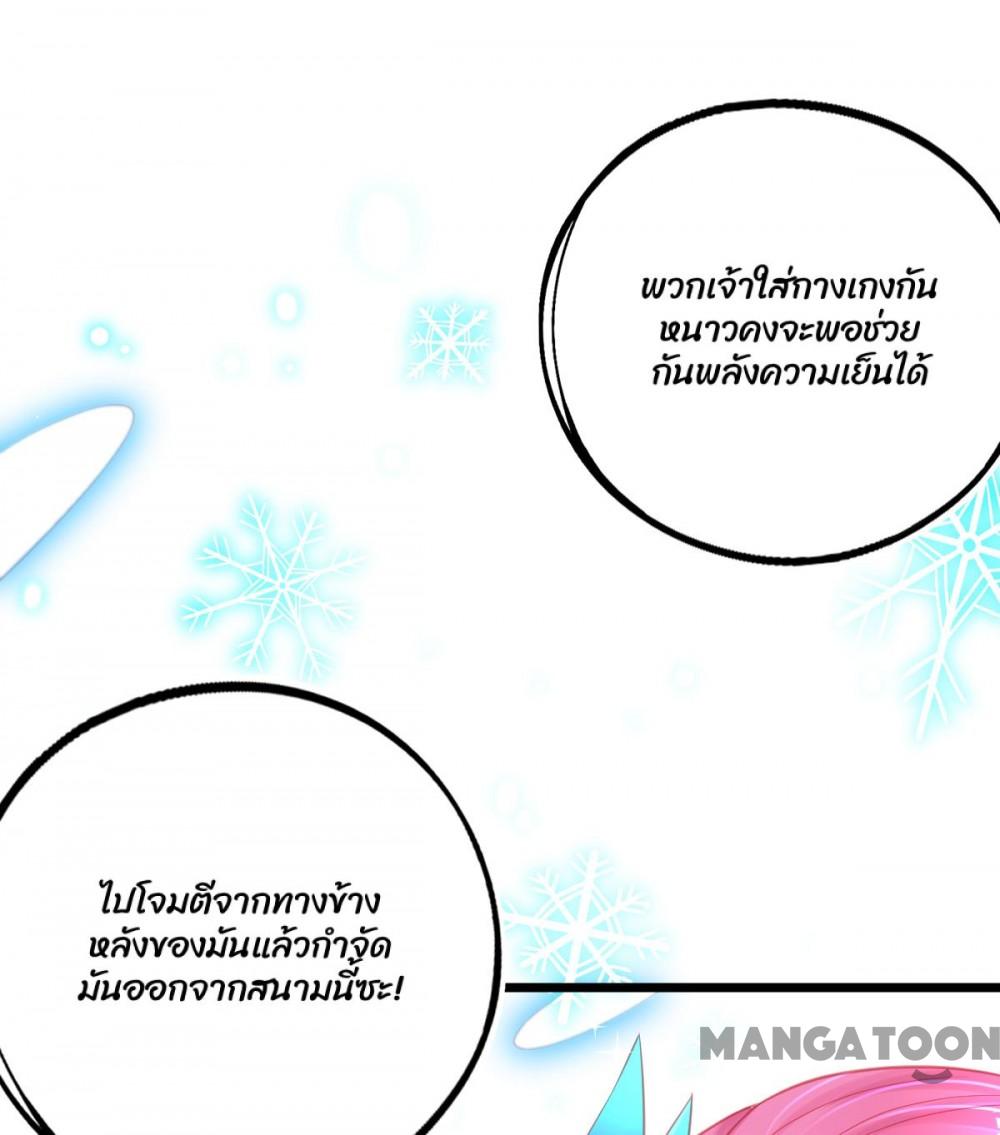 พวกเจ้าใส่กางเกงกัน
หนาวคงจะพอช่วย
กันพลังความเย็นได้
ไปโจมตีจากทางข้าง
หลังของมันแล้วกำจัด
มันออกจากสนามนี้ซะ!
MANGATOON